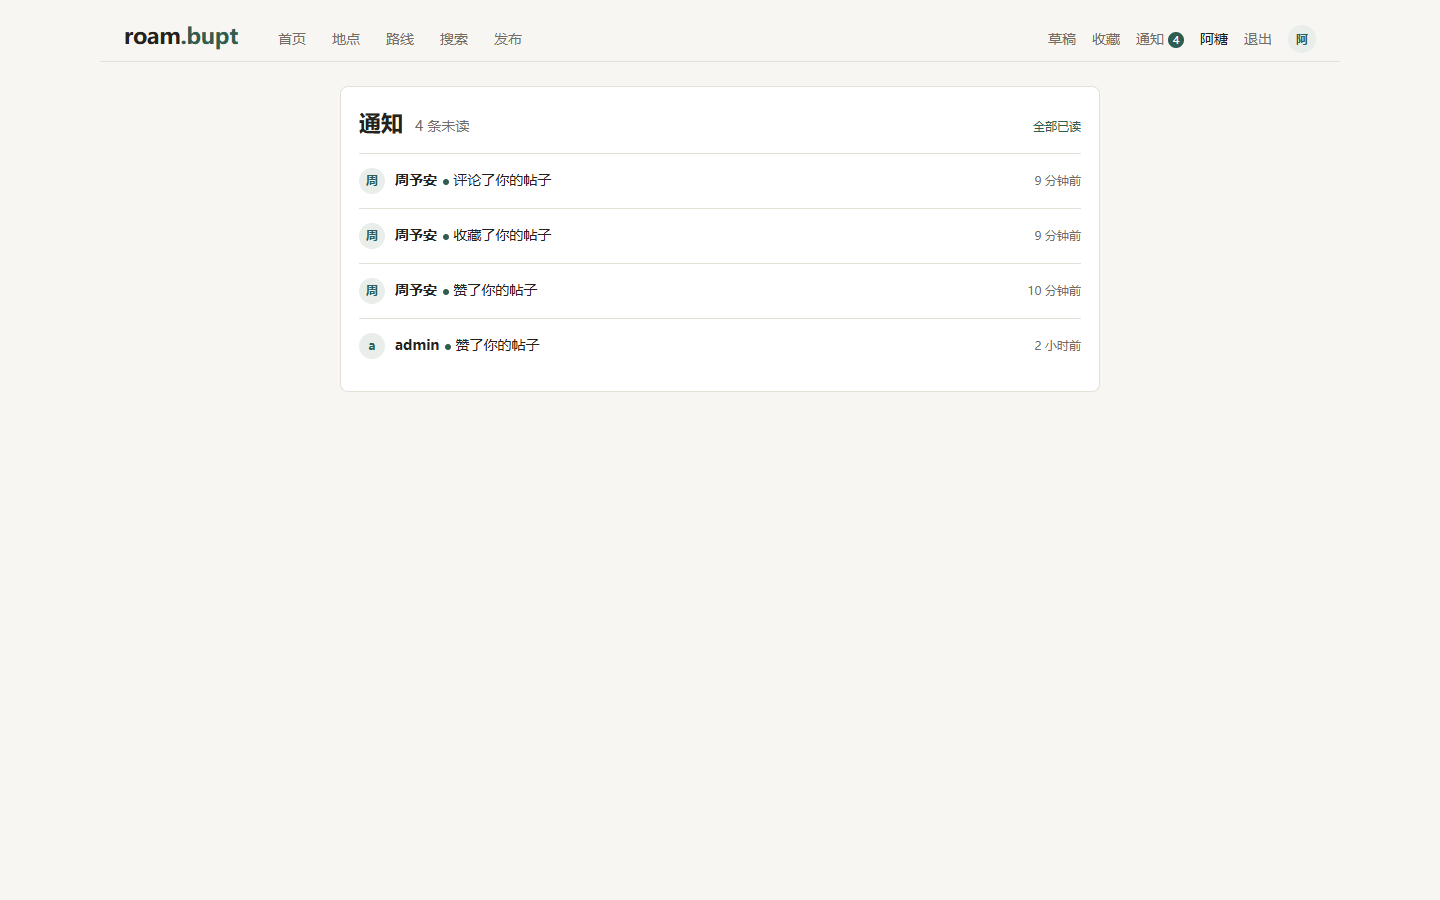 roam.bupt 首页 地点 路线 搜索 发布 草稿 收藏 通知 4 阿糖 退出 阿
通知 4 条未读 全部已读
周 周予安 评论了你的帖子 9 分钟前
周 周予安 收藏了你的帖子 9 分钟前
周 周予安 赞了你的帖子 10 分钟前
a admin 赞了你的帖子 2 小时前